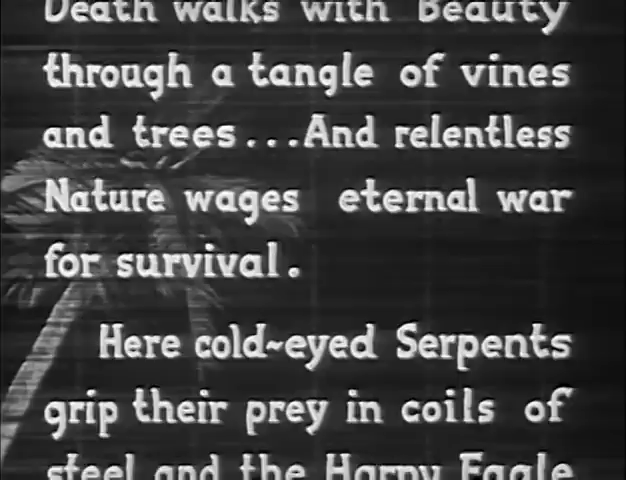 Death walks with Beauty
through a tangle of vines
and trees...And relentless
Nature wages eternal war
for survival.
Here cold-eyed Serpents
grip their prey in coils of
steel and the Harpy Eagle